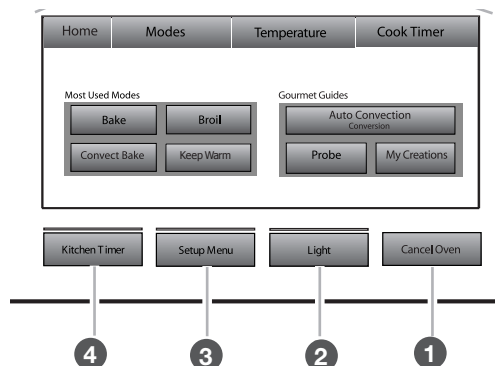 Home Modes Temperature Cook Timer
Most Used Modes Gourmet Guides
Bake Broil Auto Convection
Conversion
Convect Bake Keep Warm Probe My Creations
Kitchen Timer Setup Menu Light Cancel Oven
4 3 2 1